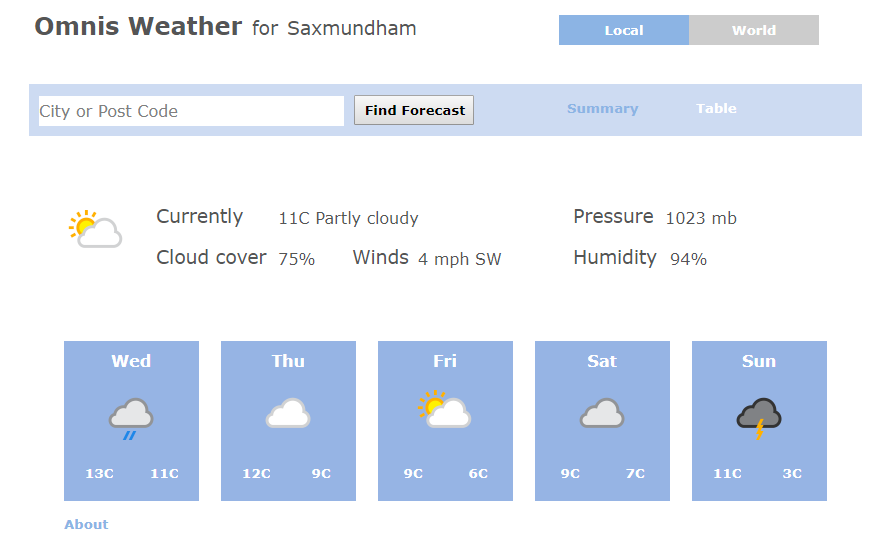 Omnis Weather for Saxmundham
Local World
City or Post Code Find Forecast Summary Table
Currently 11C Partly cloudy Pressure 1023 mb
Cloud cover 75% Winds 4 mph SW Humidity 94%
Wed Thu Fri Sat Sun
13C 11C 12C 9C 9C 6C 9C 7C 11C 3C
About